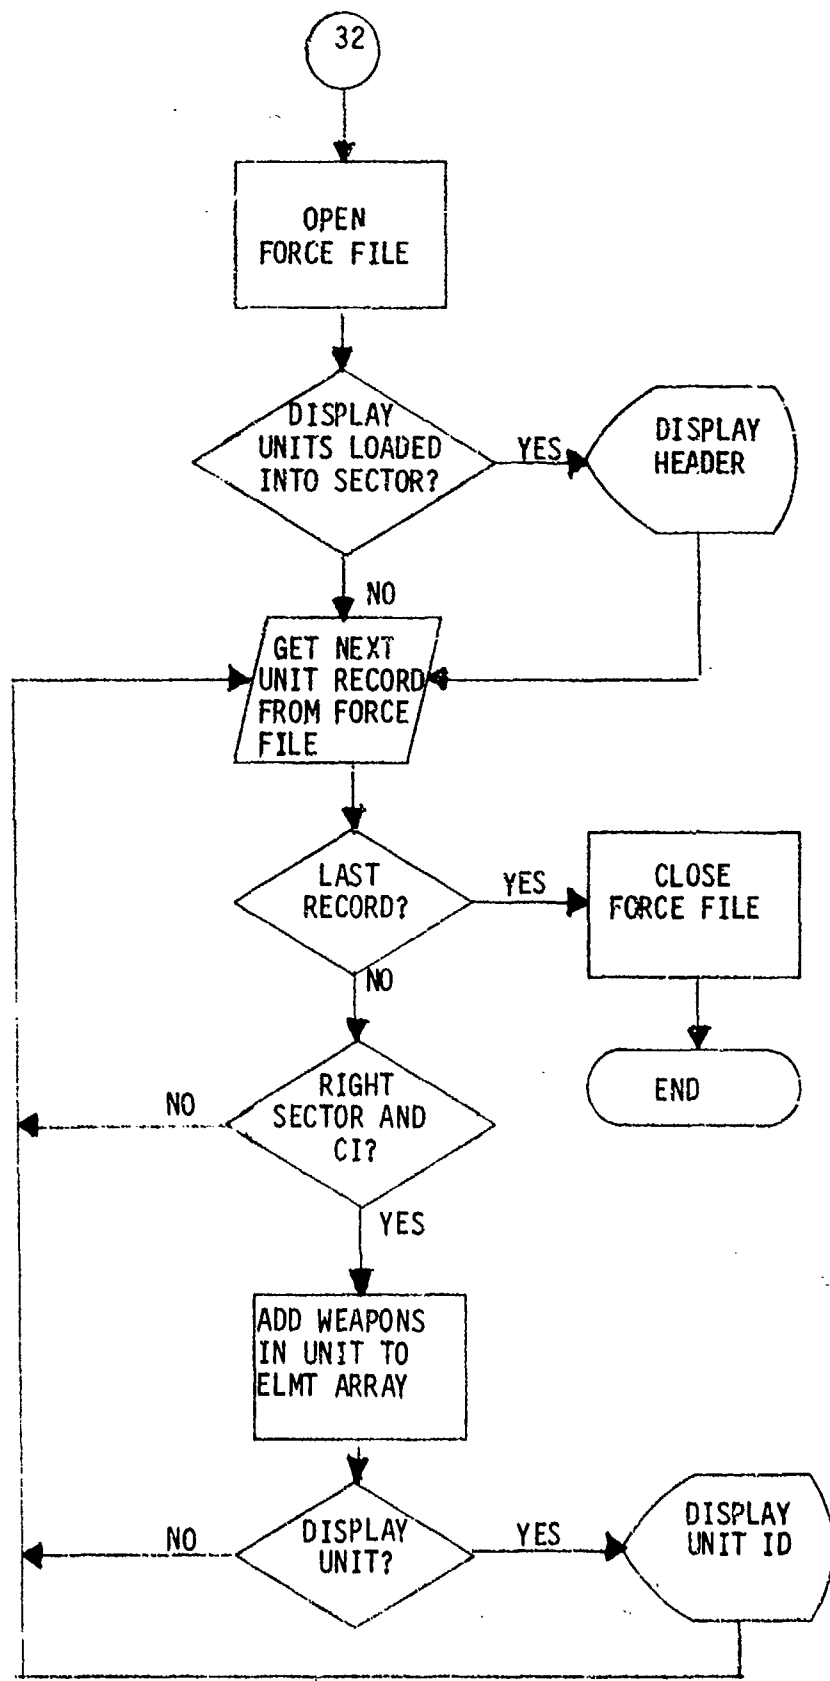 32
OPEN
FORCE FILE
DISPLAY
UNITS LOADED
INTO SECTOR?
YES
DISPLAY
HEADER
NO
GET NEXT
UNIT RECORD
FROM FORCE
FILE
LAST
RECORD?
YES
CLOSE
FORCE FILE
NO
END
RIGHT
SECTOR AND
CI?
NO
YES
ADD WEAPONS
IN UNIT TO
ELMT ARRAY
DISPLAY
UNIT?
NO
YES
DISPLAY
UNIT ID